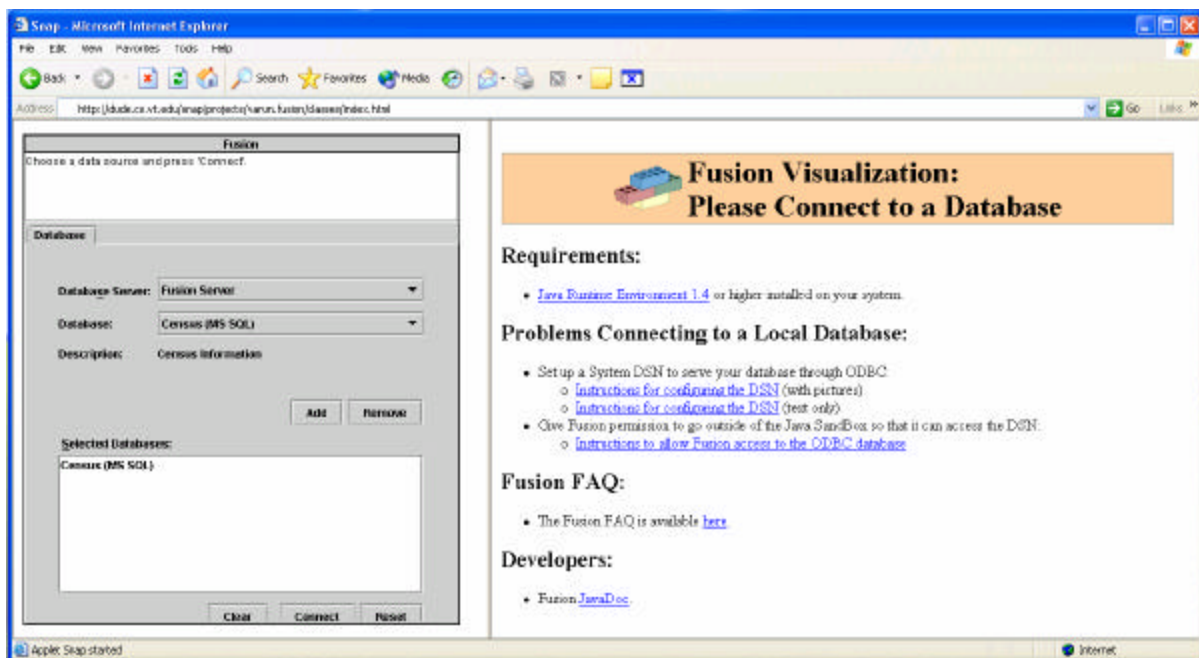 Snap - Microsoft Internet Explorer
File Edit View Favorites Tools Help
Back Search Favorites Media
Address http://dude.cs.vt.edu/snap/projects/varun.fusion/classes/index.html Go Links »
Fusion
Choose a data source and press 'Connect'.
Database
Database Server: Fusion Server
Database: Census (MS SQL)
Description: Census Information
Add Remove
Selected Databases:
Census (MS SQL)
Clear Connect Reset
Fusion Visualization:
Please Connect to a Database
Requirements:
• Java Runtime Environment 1.4 or higher installed on your system.
Problems Connecting to a Local Database:
• Set up a System DSN to serve your database through ODBC:
o Instructions for configuring the DSN (with pictures)
o Instructions for configuring the DSN (text only)
• Give Fusion permission to go outside of the Java SandBox so that it can access the DSN:
o Instructions to allow Fusion access to the ODBC database
Fusion FAQ:
• The Fusion FAQ is available here.
Developers:
• Fusion JavaDoc.
Applet Snap started Internet